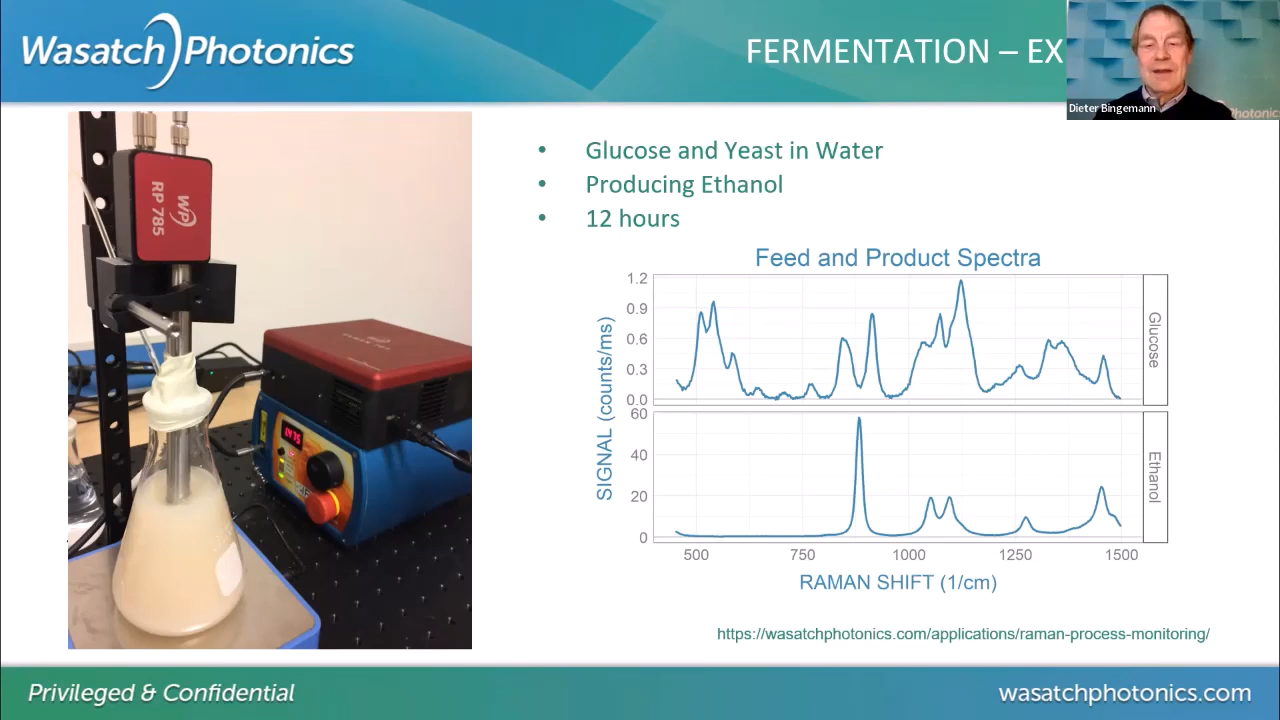 Wasatch Photonics
FERMENTATION – EX
Dieter Bingemann
Photonics
RP 785
WP
• Glucose and Yeast in Water
• Producing Ethanol
• 12 hours
Feed and Product Spectra
SIGNAL (counts/ms)
1.2
0.9
0.6
0.3
0.0
Glucose
60
40
20
0
Ethanol
500 750 1000 1250 1500
RAMAN SHIFT (1/cm)
https://wasatchphotonics.com/applications/raman-process-monitoring/
Privileged & Confidential
wasatchphotonics.com